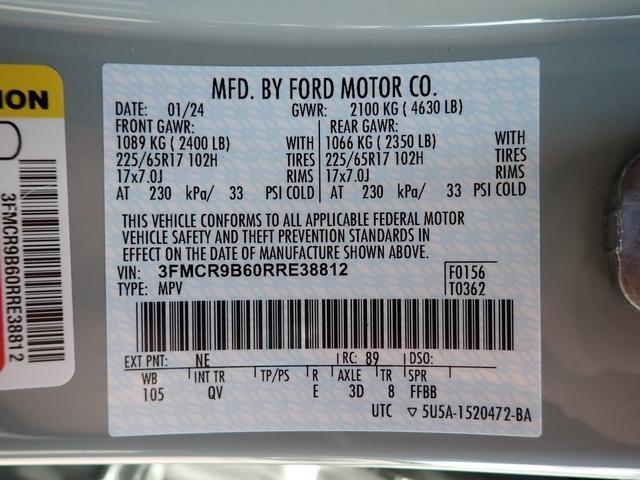 ION
3FMCR9B60RRE38812
MFD. BY FORD MOTOR CO.
DATE: 01/24 GVWR: 2100 KG ( 4630 LB)
FRONT GAWR: REAR GAWR:
1089 KG ( 2400 LB) WITH 1066 KG ( 2350 LB) WITH
225/65R17 102H TIRES 225/65R17 102H TIRES
17x7.0J RIMS 17x7.0J RIMS
AT 230 kPa/ 33 PSI COLD AT 230 kPa/ 33 PSI COLD
THIS VEHICLE CONFORMS TO ALL APPLICABLE FEDERAL MOTOR
VEHICLE SAFETY AND THEFT PREVENTION STANDARDS IN
EFFECT ON THE DATE OF MANUFACTURE SHOWN ABOVE.
VIN: 3FMCR9B60RRE38812 F0156
TYPE: MPV T0362
EXT PNT: NE RC: 89 DSO:
WB INT TR TP/PS R AXLE TR SPR
105 QV E 3D 8 FFBB
UTC ▽ 5U5A-1520472-BA